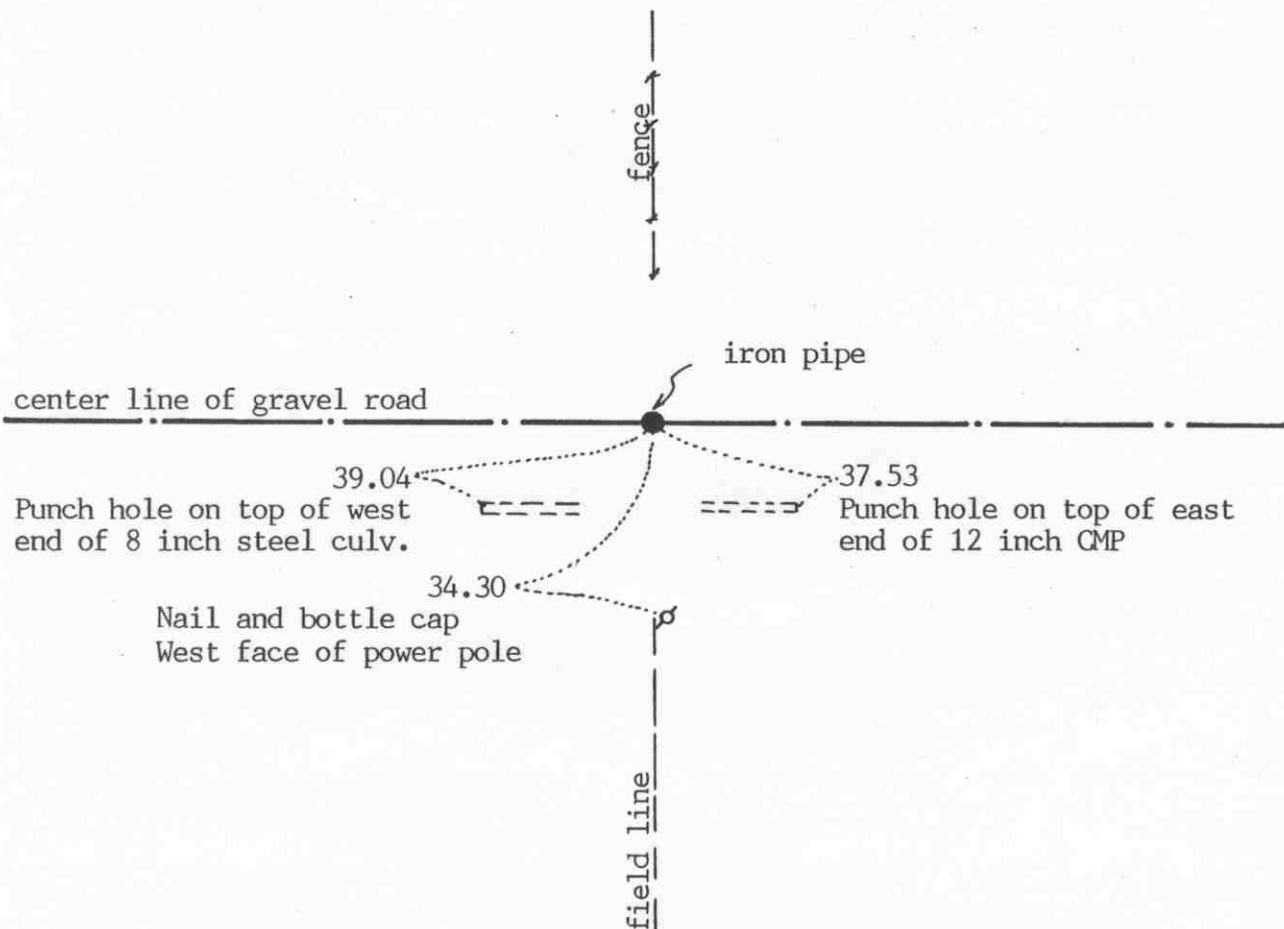 fence
iron pipe
center line of gravel road
39.04
Punch hole on top of west
end of 8 inch steel culv.
37.53
Punch hole on top of east
end of 12 inch CMP
34.30
Nail and bottle cap
West face of power pole
field line